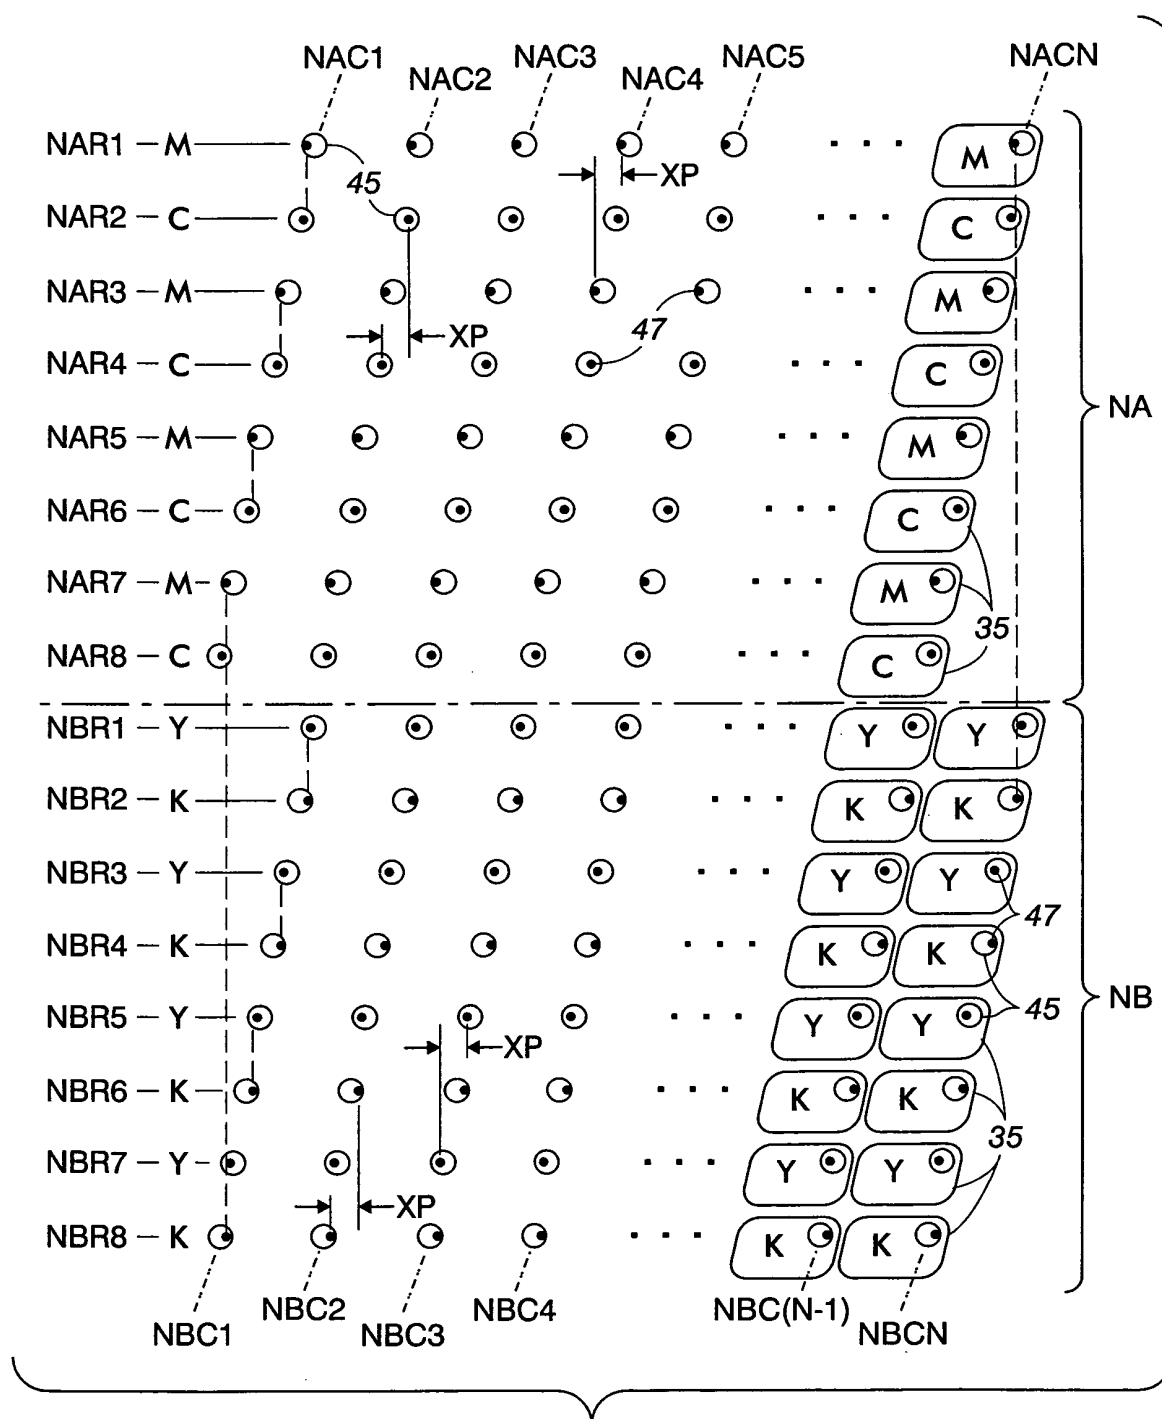 NAC1 NAC2 NAC3 NAC4 NAC5 NACN
NAR1 – M M
XP
45
NAR2 – C C
NAR3 – M M
47
XP
NAR4 – C C
NA
NAR5 – M M
NAR6 – C C
NAR7 – M M
35
NAR8 – C C
NBR1 – Y Y Y
NBR2 – K K K
NBR3 – Y Y Y
47
NBR4 – K K K
NB
45
NBR5 – Y Y Y
XP
NBR6 – K K K
35
NBR7 – Y Y Y
XP
NBR8 – K K K
NBC1 NBC2 NBC3 NBC4 NBC(N-1) NBCN